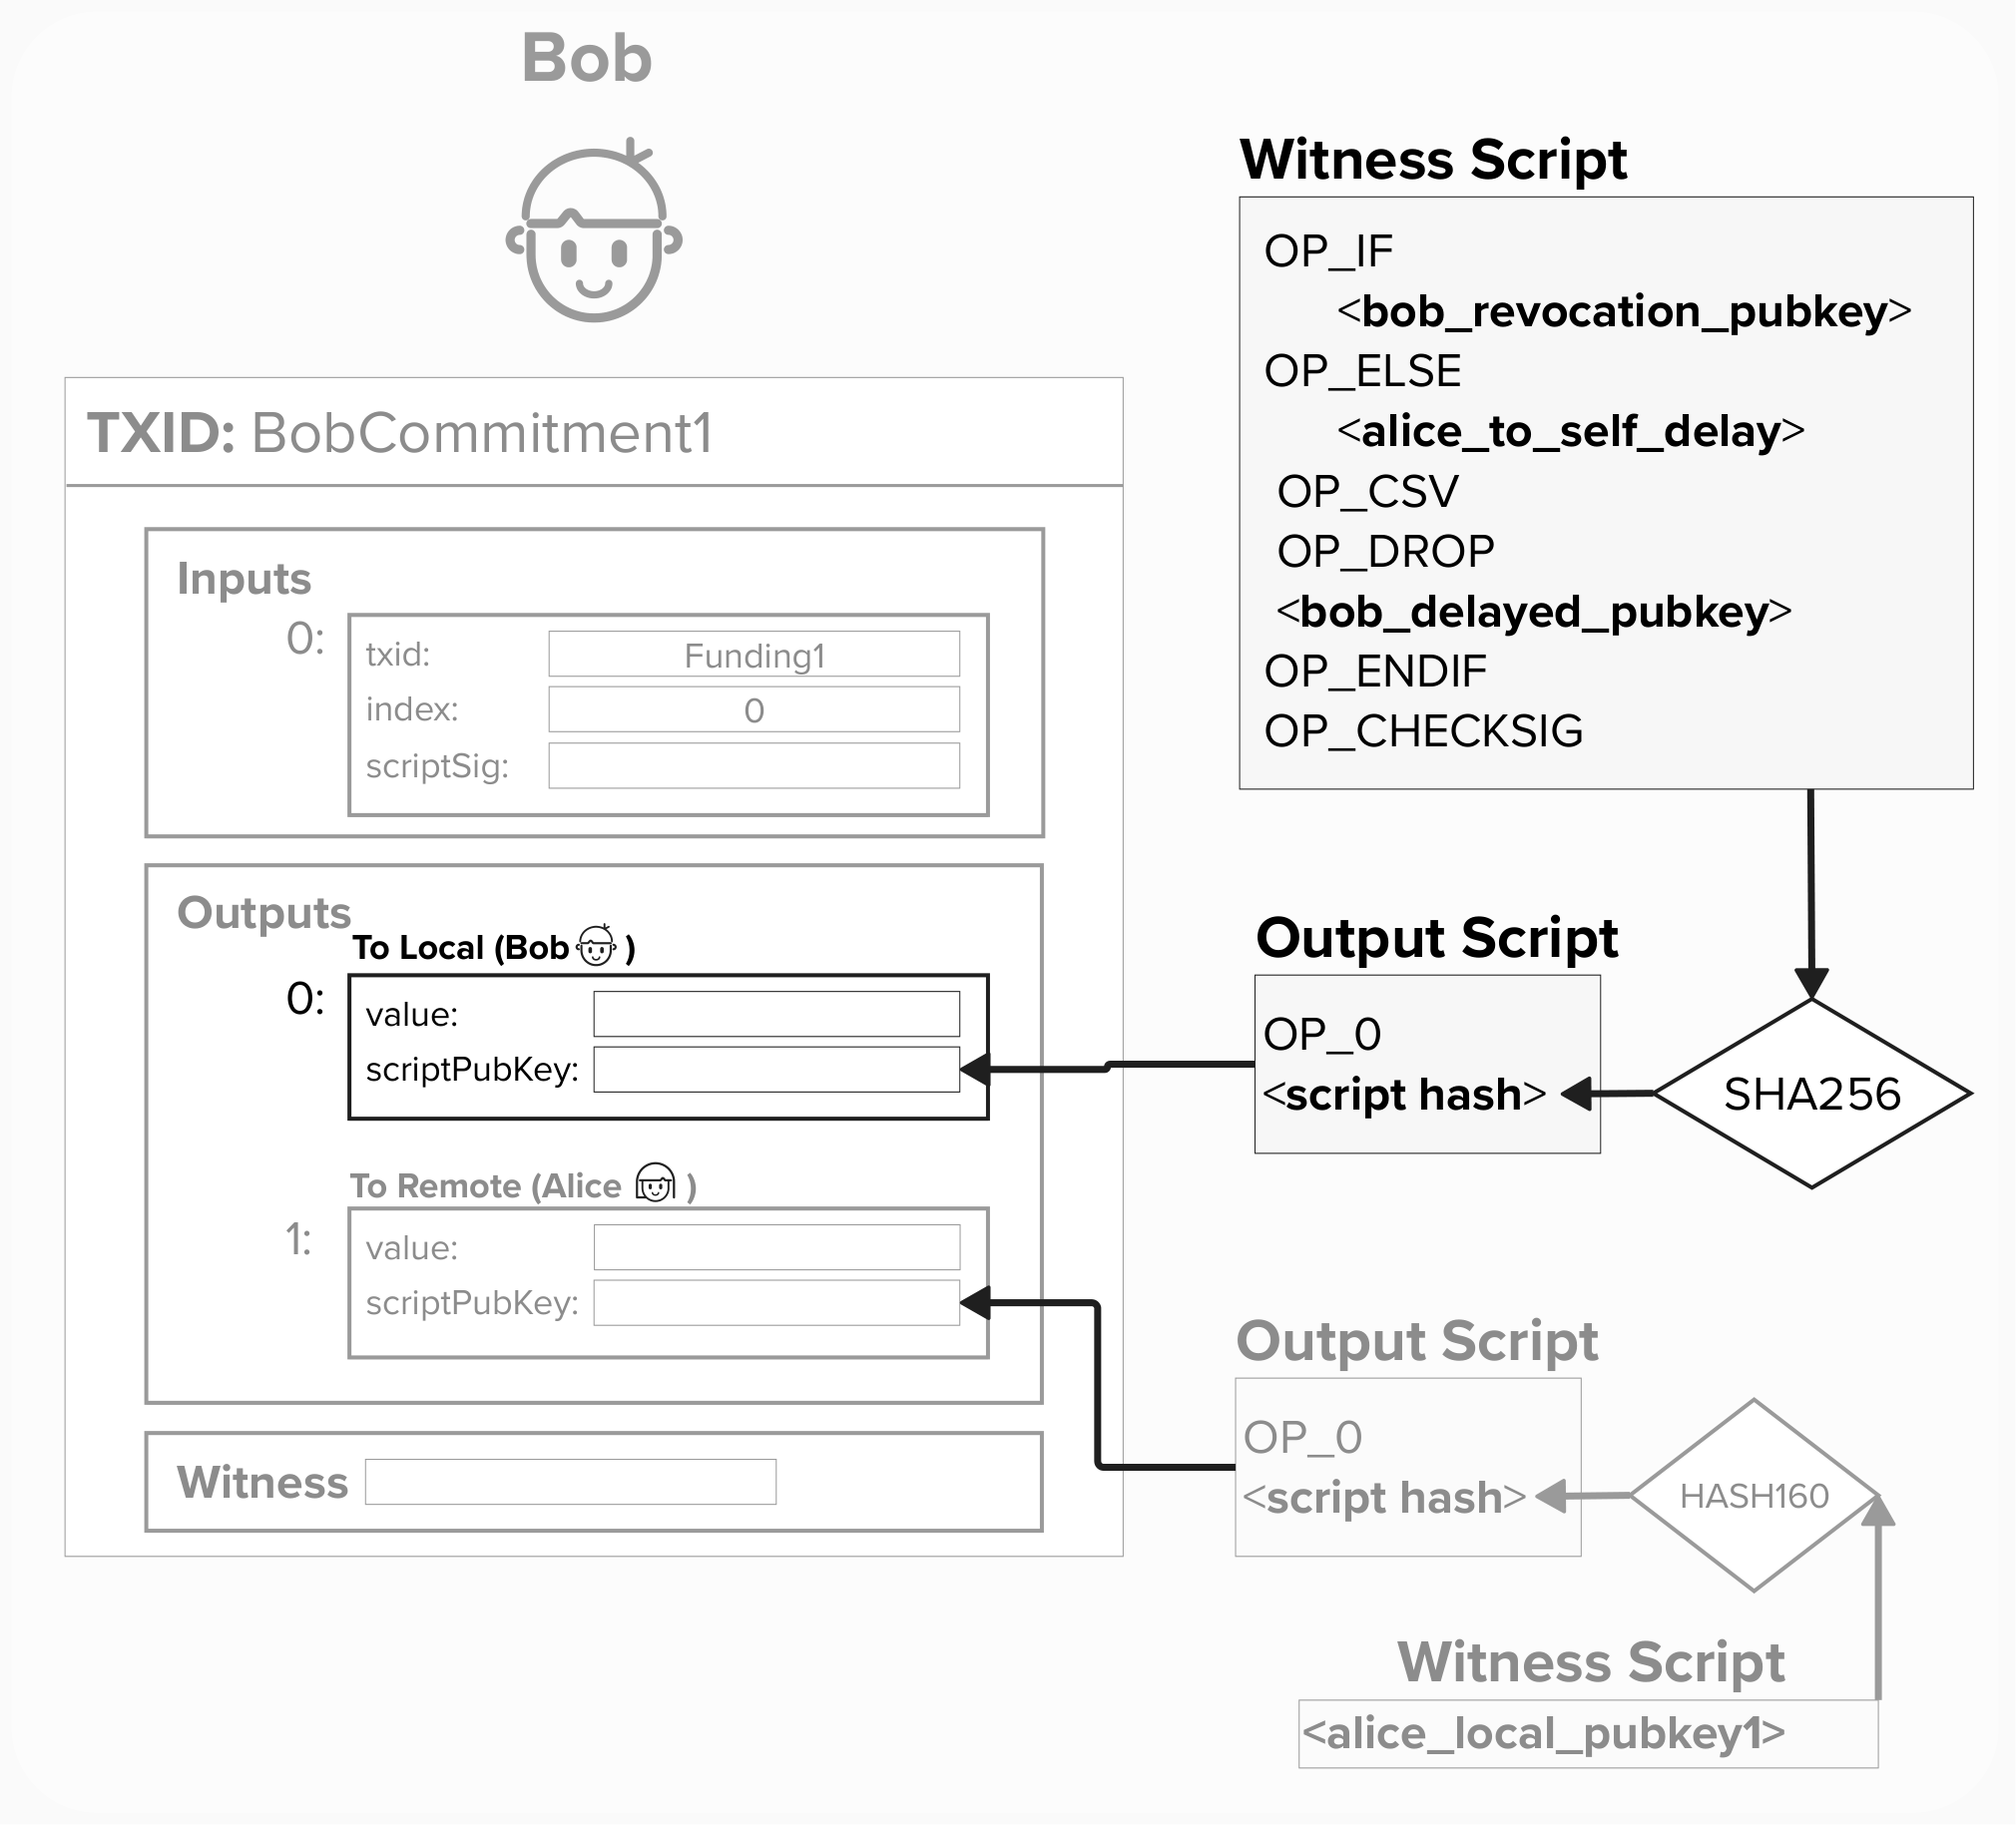 Bob
TXID: BobCommitment1
Inputs
0:
txid: Funding1
index: 0
scriptSig:
Outputs
To Local (Bob )
0:
value:
scriptPubKey:
To Remote (Alice )
1:
value:
scriptPubKey:
Witness
Witness Script
OP_IF
<bob_revocation_pubkey>
OP_ELSE
<alice_to_self_delay>
OP_CSV
OP_DROP
<bob_delayed_pubkey>
OP_ENDIF
OP_CHECKSIG
Output Script
OP_0
<script hash>
SHA256
Output Script
OP_0
<script hash>
HASH160
Witness Script
<alice_local_pubkey1>